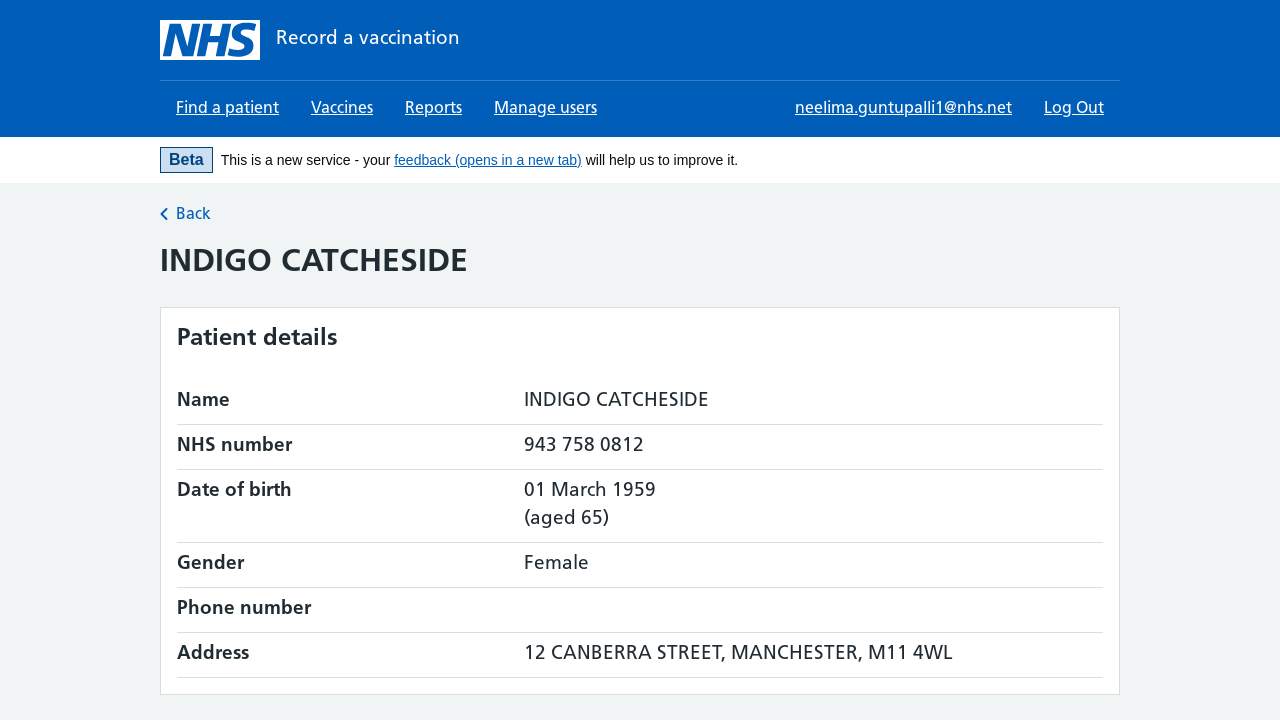 NHS Record a vaccination
Find a patient Vaccines Reports Manage users neelima.guntupalli1@nhs.net Log Out
Beta This is a new service - your feedback (opens in a new tab) will help us to improve it.
Back
INDIGO CATCHESIDE
Patient details
Name INDIGO CATCHESIDE
NHS number 943 758 0812
Date of birth 01 March 1959
(aged 65)
Gender Female
Phone number
Address 12 CANBERRA STREET, MANCHESTER, M11 4WL